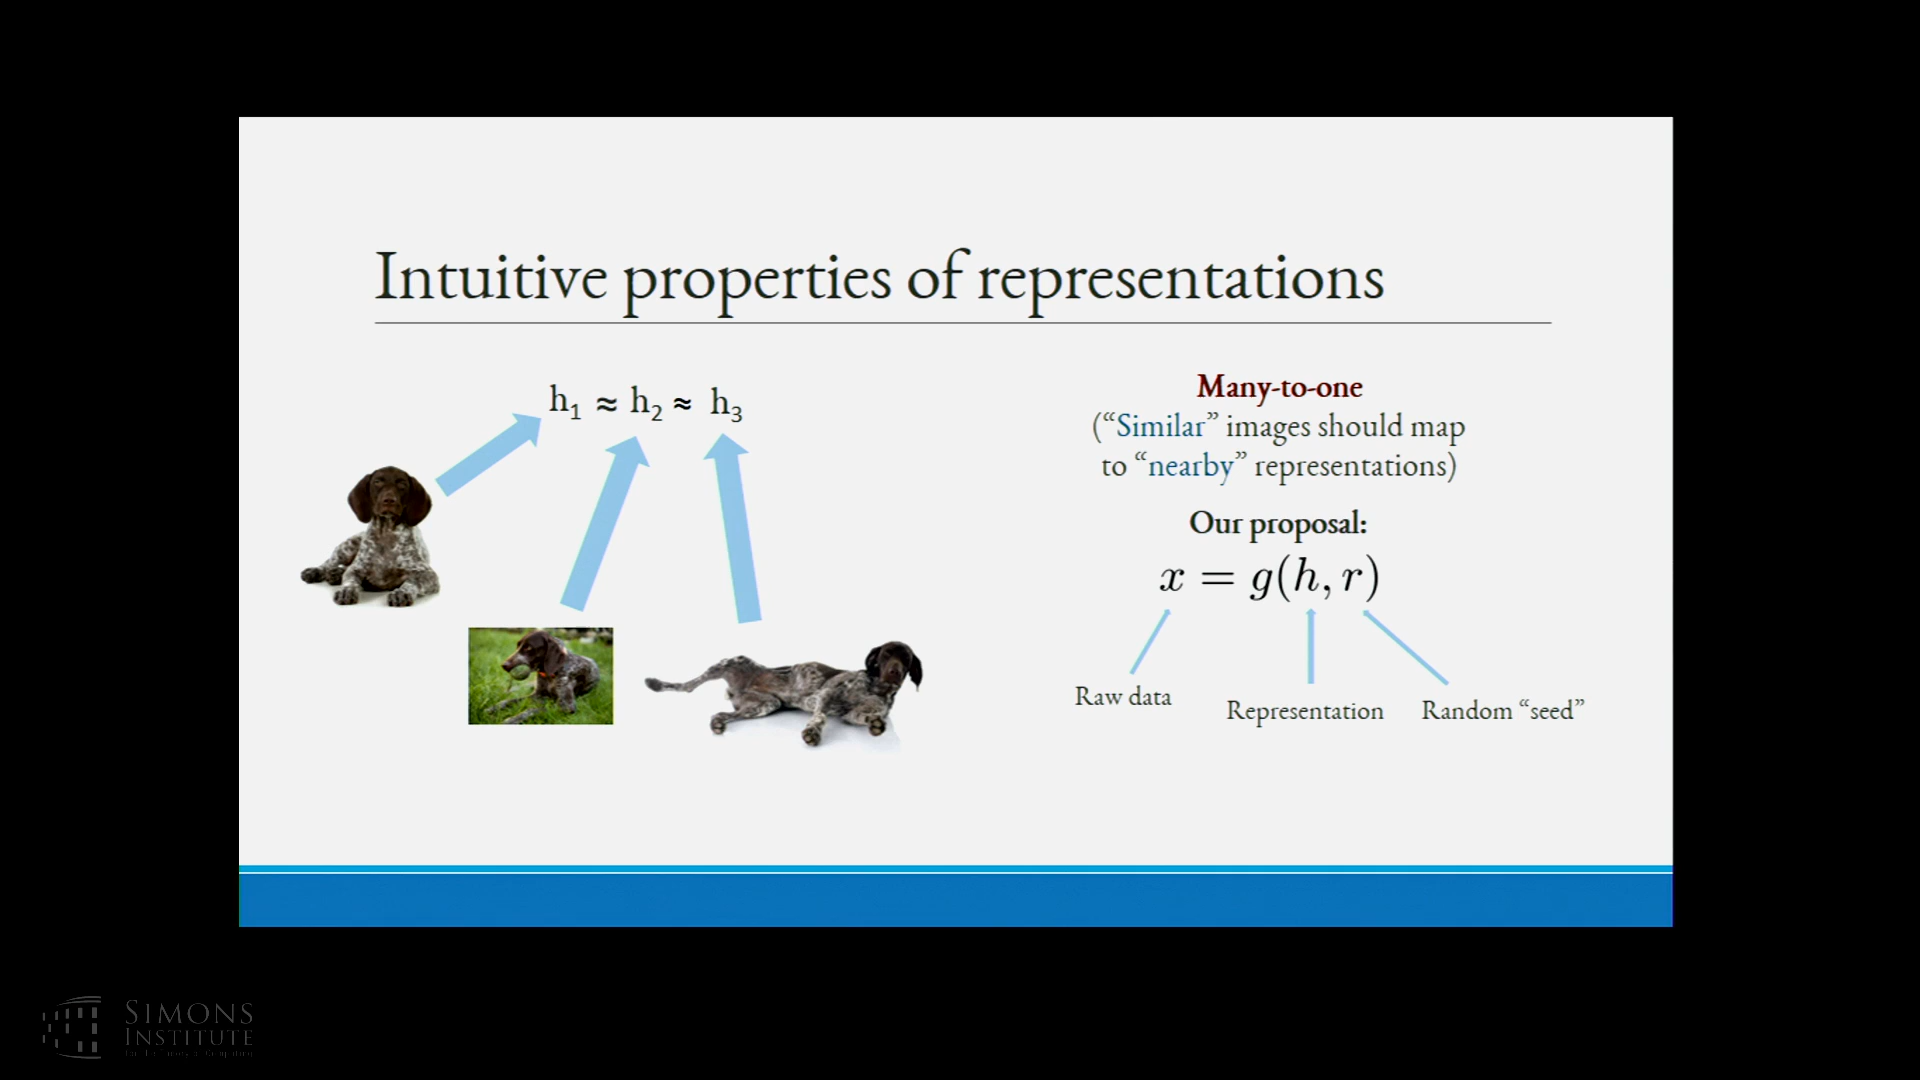 Intuitive properties of representations
h₁ ≈ h₂ ≈ h₃
Many-to-one
(“Similar” images should map
to “nearby” representations)
Our proposal:
x = g(h, r)
Raw data
Representation
Random “seed”
SIMONS
INSTITUTE